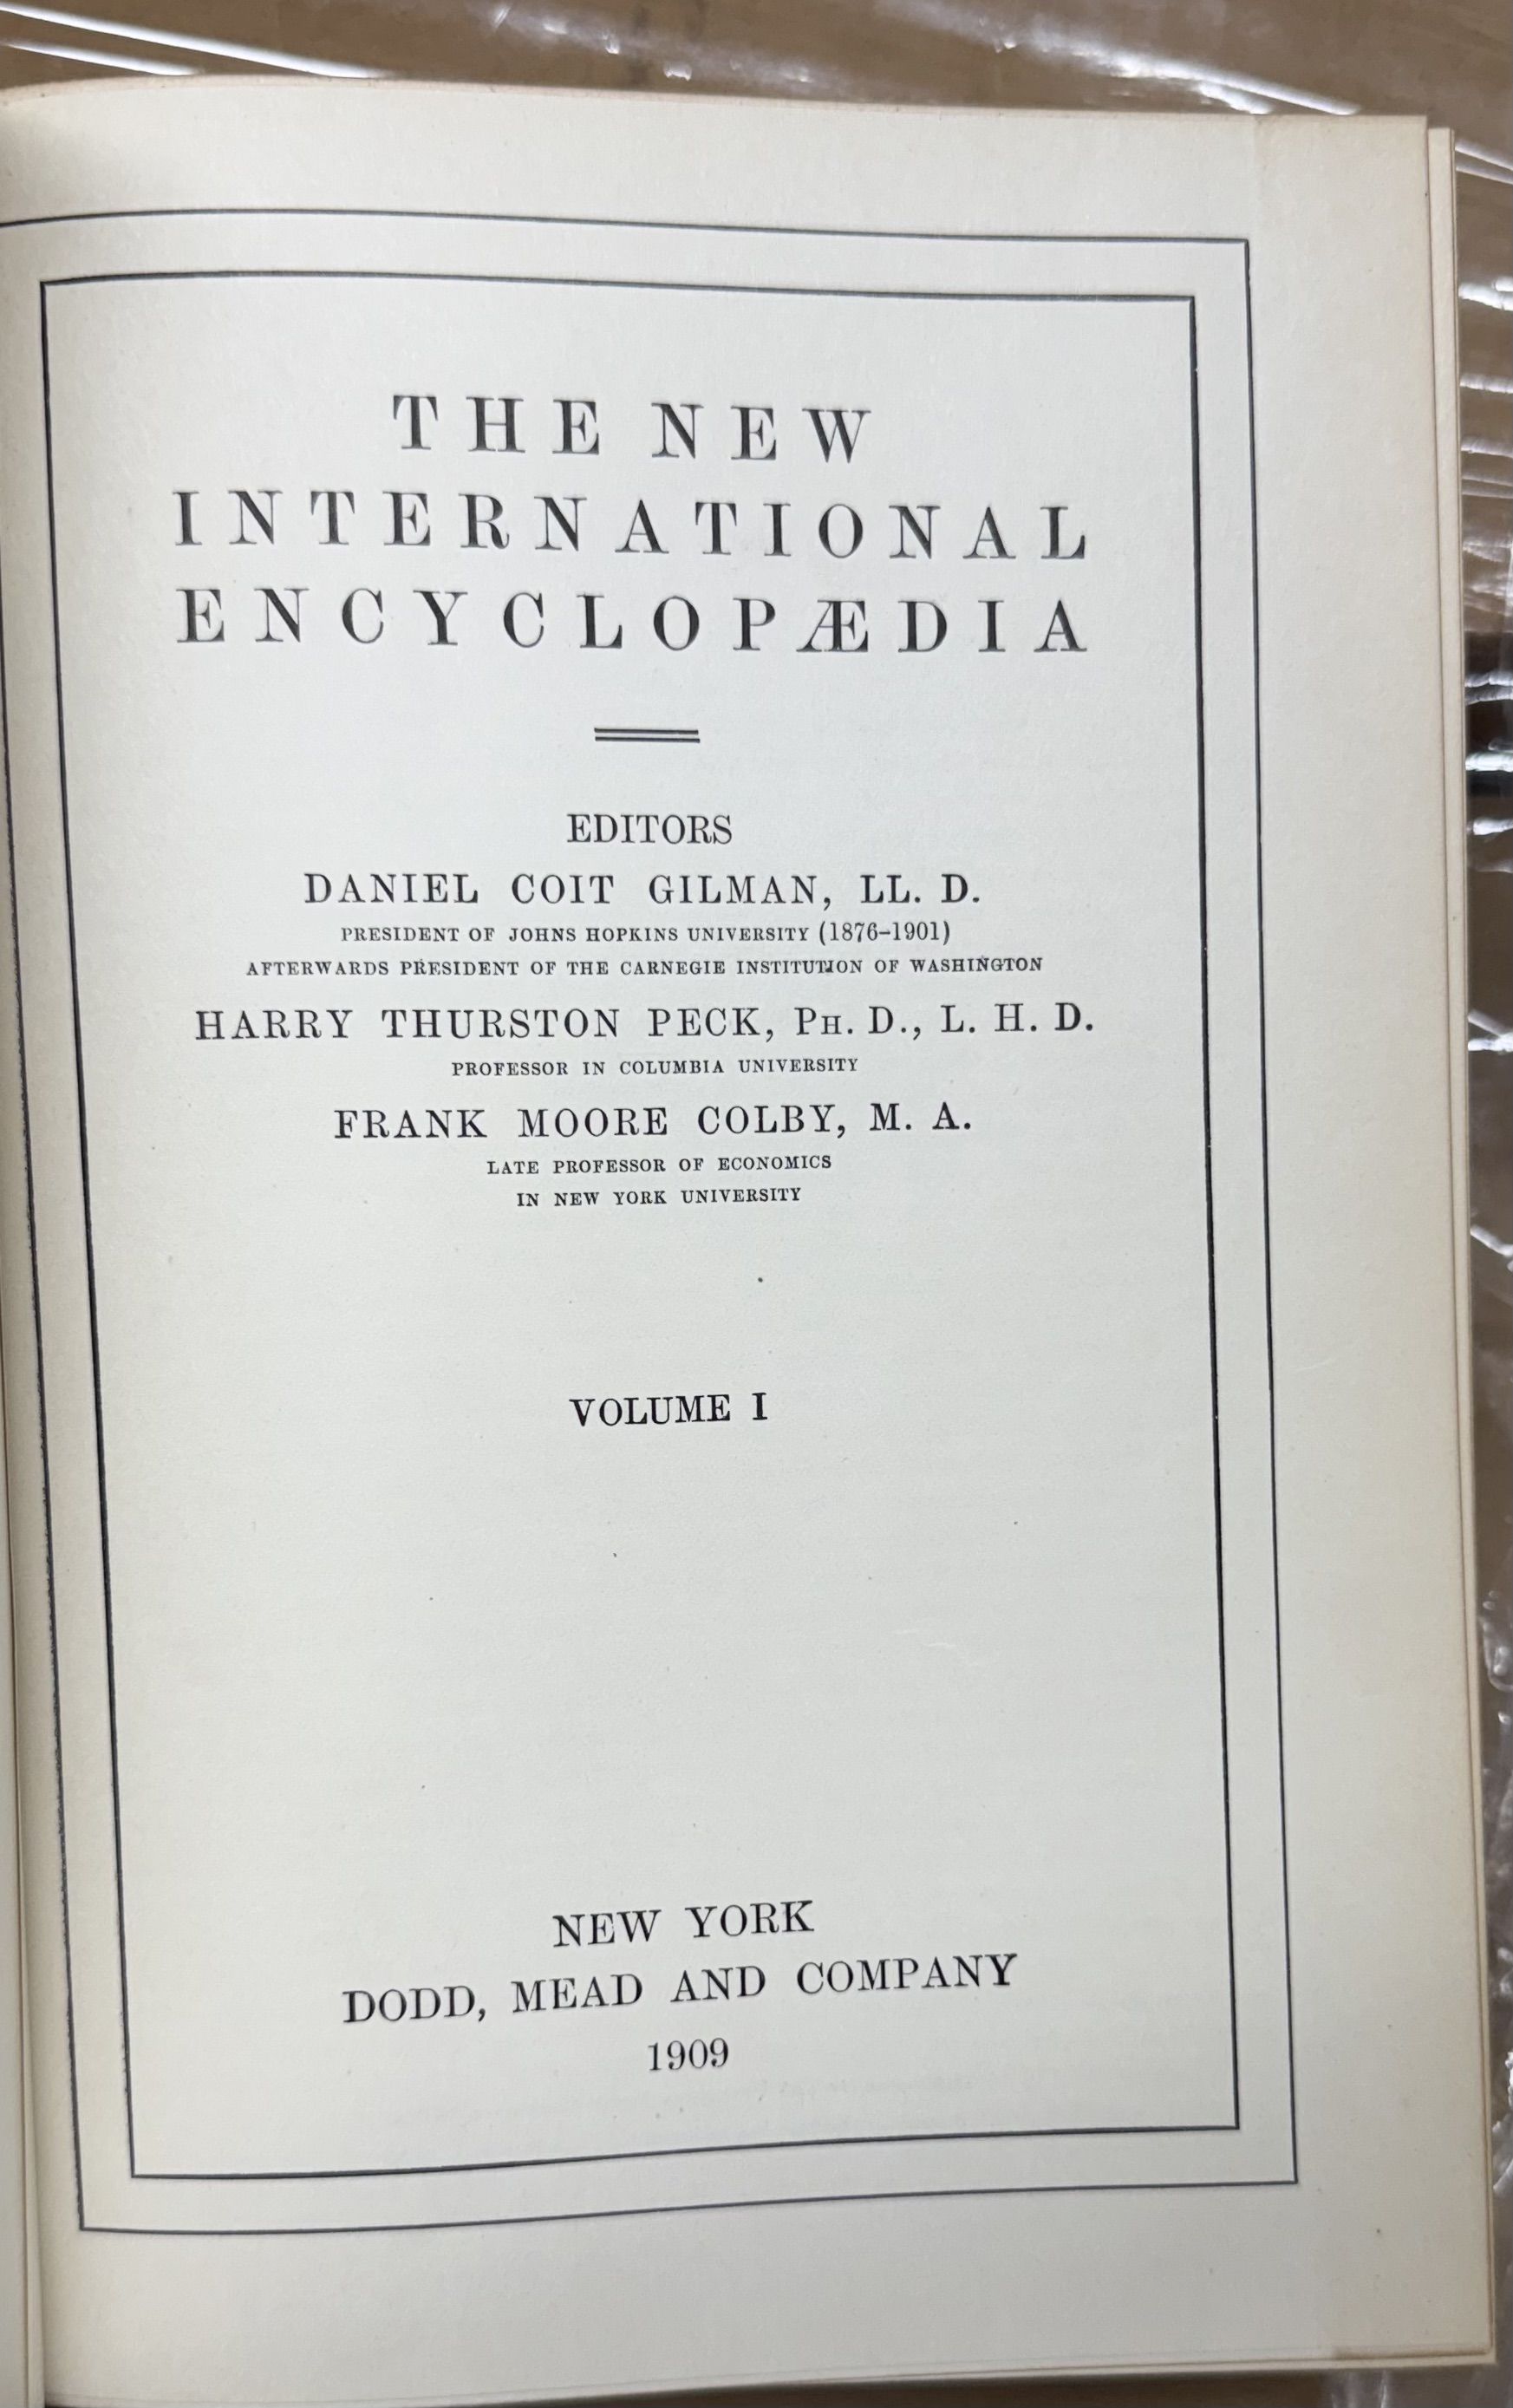 THE NEW
INTERNATIONAL
ENCYCLOPÆDIA
EDITORS
DANIEL COIT GILMAN, LL. D.
PRESIDENT OF JOHNS HOPKINS UNIVERSITY (1876–1901)
AFTERWARDS PRESIDENT OF THE CARNEGIE INSTITUTION OF WASHINGTON
HARRY THURSTON PECK, PH. D., L. H. D.
PROFESSOR IN COLUMBIA UNIVERSITY
FRANK MOORE COLBY, M. A.
LATE PROFESSOR OF ECONOMICS
IN NEW YORK UNIVERSITY
VOLUME I
NEW YORK
DODD, MEAD AND COMPANY
1909